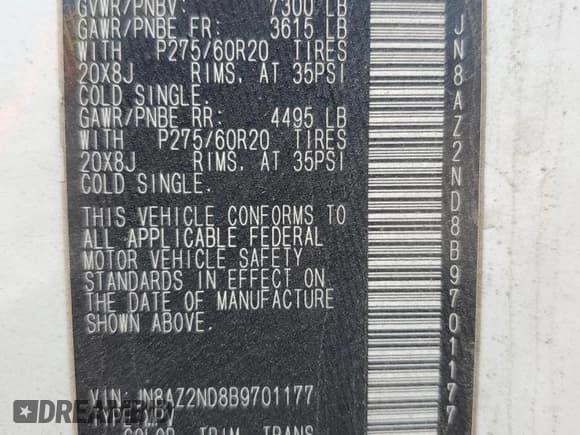 GVWR/PNBV: 7300 LB
GAWR/PNBE FR: 3615 LB
WITH P275/60R20 TIRES
20X8J RIMS, AT 35PSI
COLD SINGLE.
GAWR/PNBE RR: 4495 LB
WITH P275/60R20 TIRES
20X8J RIMS, AT 35PSI
COLD SINGLE.
THIS VEHICLE CONFORMS TO
ALL APPLICABLE FEDERAL
MOTOR VEHICLE SAFETY
STANDARDS IN EFFECT ON
THE DATE OF MANUFACTURE
SHOWN ABOVE.
VIN: JN8AZ2ND8B9701177
COLOR TRIM TRANS
JN8AZ2ND8B9701177